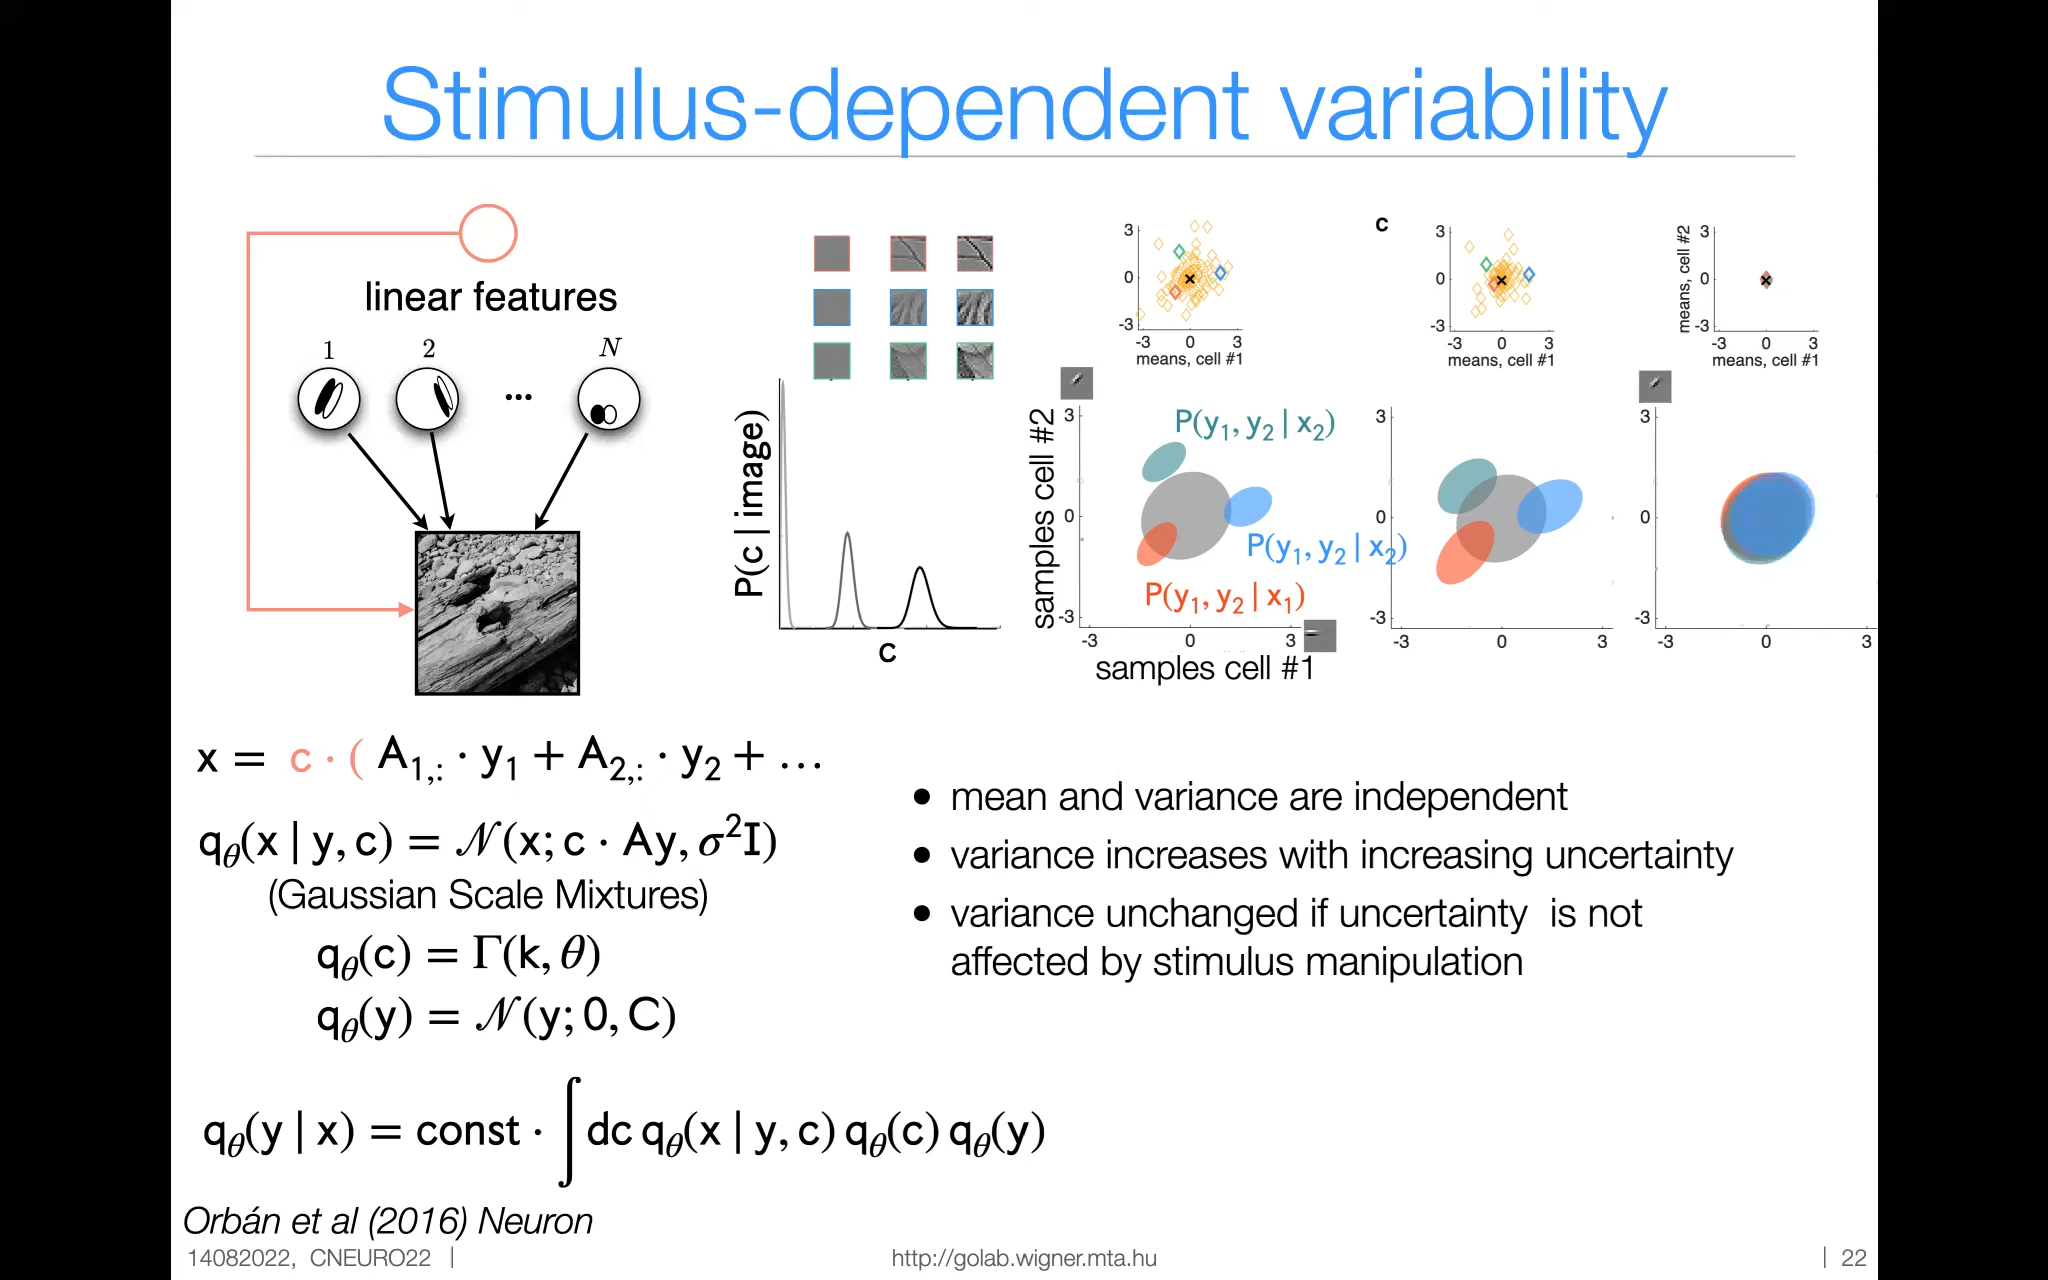 Stimulus-dependent variability
linear features
1 2 ... N
P(c | image)
c
3
0
-3
-3 0 3
means, cell #1
c
3
0
-3
-3 0 3
means, cell #1
means, cell #2
3
0
-3
-3 0 3
means, cell #1
samples cell #2
3
0
-3
-3 0 3
samples cell #1
P(y₁, y₂ | x₂)
P(y₁, y₂ | x₂)
P(y₁, y₂ | x₁)
3
0
-3
-3 0 3
3
0
-3
-3 0 3
x = c · ( A₁,: · y₁ + A₂,: · y₂ + …
qθ(x | y, c) = 𝒩(x; c · Ay, σ²I)
(Gaussian Scale Mixtures)
qθ(c) = Γ(k, θ)
qθ(y) = 𝒩(y; 0, C)
qθ(y | x) = const · ∫ dc qθ(x | y, c) qθ(c) qθ(y)
• mean and variance are independent
• variance increases with increasing uncertainty
• variance unchanged if uncertainty is not
affected by stimulus manipulation
Orbán et al (2016) Neuron
14082022, CNEURO22 |
http://golab.wigner.mta.hu
| 22